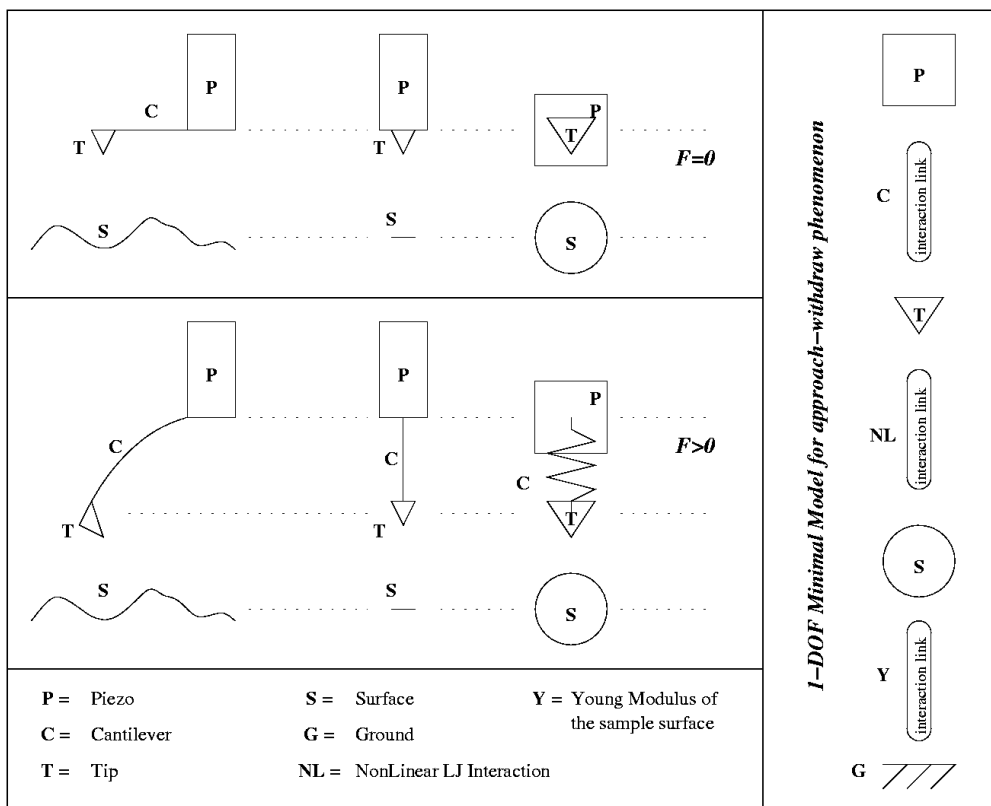 P
P
P
C
T
T
T
F=0
S
S
S
P
P
P
C
C
C
F>0
T
T
T
S
S
S
P = Piezo
S = Surface
Y = Young Modulus of
the sample surface
C = Cantilever
G = Ground
T = Tip
NL = NonLinear LJ Interaction
1-DOF Minimal Model for approach-withdraw phenomenon
P
C
interaction link
T
NL
interaction link
S
Y
interaction link
G